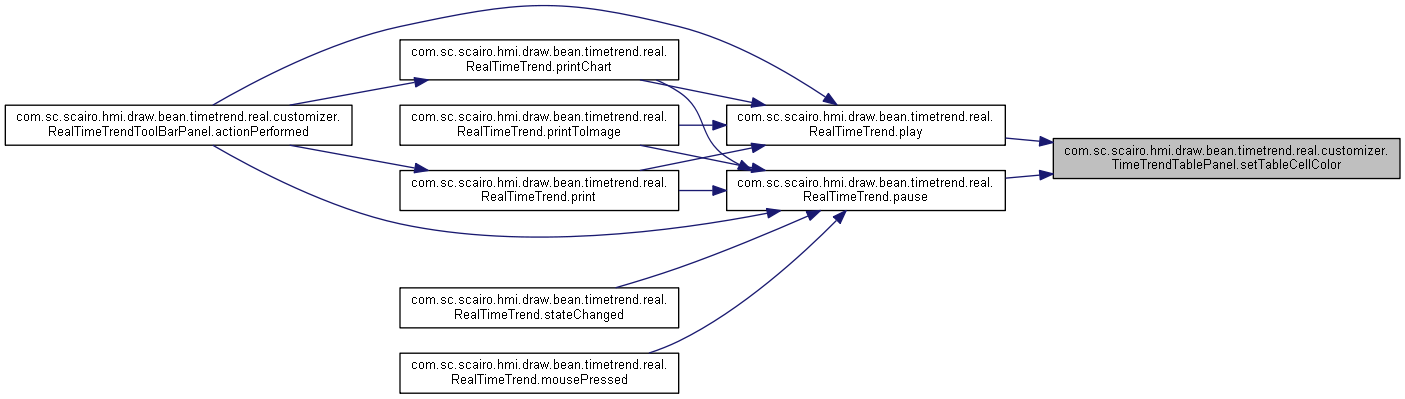 com.sc.scairo.hmi.draw.bean.timetrend.real.
RealTimeTrend.printChart
com.sc.scairo.hmi.draw.bean.timetrend.real.customizer.
RealTimeTrendToolBarPanel.actionPerformed
com.sc.scairo.hmi.draw.bean.timetrend.real.
RealTimeTrend.printToImage
com.sc.scairo.hmi.draw.bean.timetrend.real.
RealTimeTrend.play
com.sc.scairo.hmi.draw.bean.timetrend.real.customizer.
TimeTrendTablePanel.setTableCellColor
com.sc.scairo.hmi.draw.bean.timetrend.real.
RealTimeTrend.print
com.sc.scairo.hmi.draw.bean.timetrend.real.
RealTimeTrend.pause
com.sc.scairo.hmi.draw.bean.timetrend.real.
RealTimeTrend.stateChanged
com.sc.scairo.hmi.draw.bean.timetrend.real.
RealTimeTrend.mousePressed